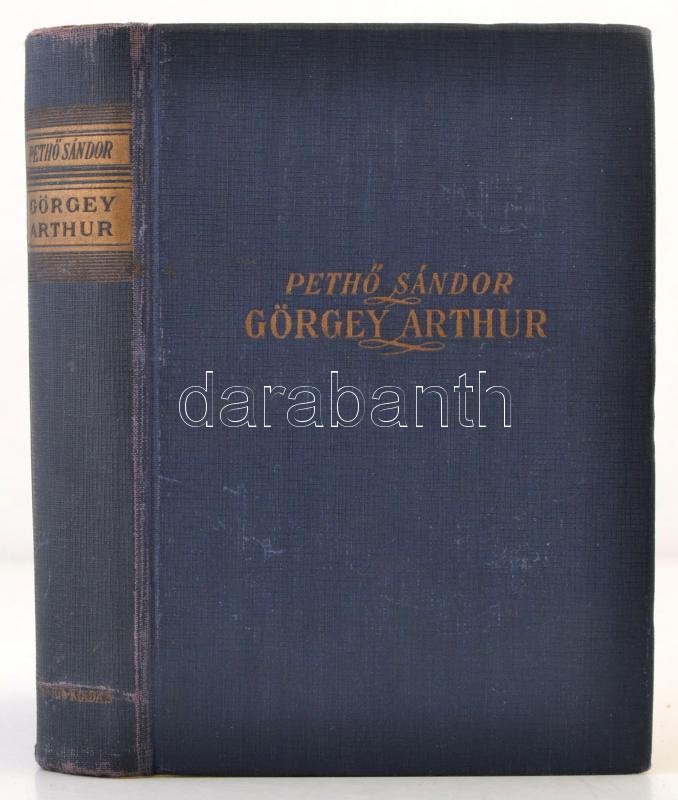 PETHŐ SÁNDOR
GÖRGEY
ARTHUR
PETHŐ SÁNDOR
GÖRGEY ARTHUR
darabanth